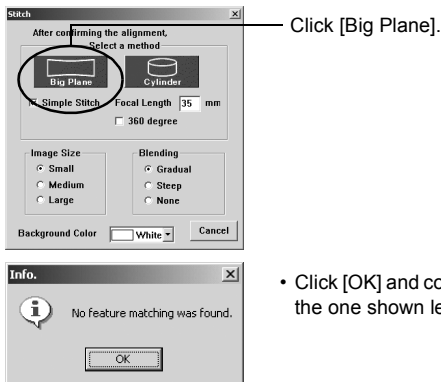 Stitch
After confirming the alignment,
Select a method
Big Plane
Cylinder
Simple Stitch
Focal Length 35 mm
360 degree
Image Size
Small
Medium
Large
Blending
Gradual
Steep
None
Background Color White
Cancel
Click [Big Plane].
Info.
No feature matching was found.
OK
• Click [OK] and co
the one shown le